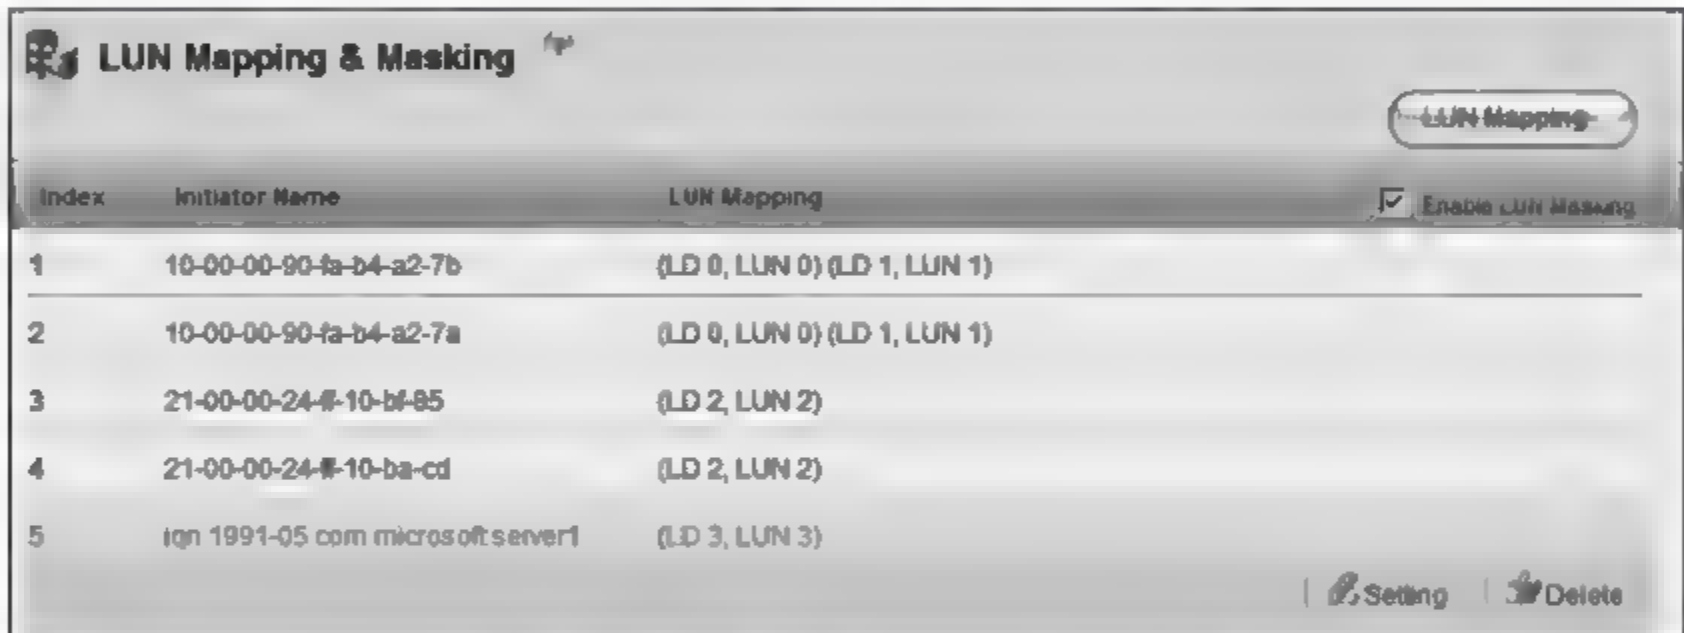 LUN Mapping & Masking
LUN Mapping
Index Initiator Name LUN Mapping Enable LUN Masking
1 10-00-00-90-fa-b4-a2-7b (LD 0, LUN 0) (LD 1, LUN 1)
2 10-00-00-90-fa-b4-a2-7a (LD 0, LUN 0) (LD 1, LUN 1)
3 21-00-00-24-ff-10-bf-85 (LD 2, LUN 2)
4 21-00-00-24-ff-10-ba-cd (LD 2, LUN 2)
5 iqn 1991-05 com microsoft server1 (LD 3, LUN 3)
Setting Delete